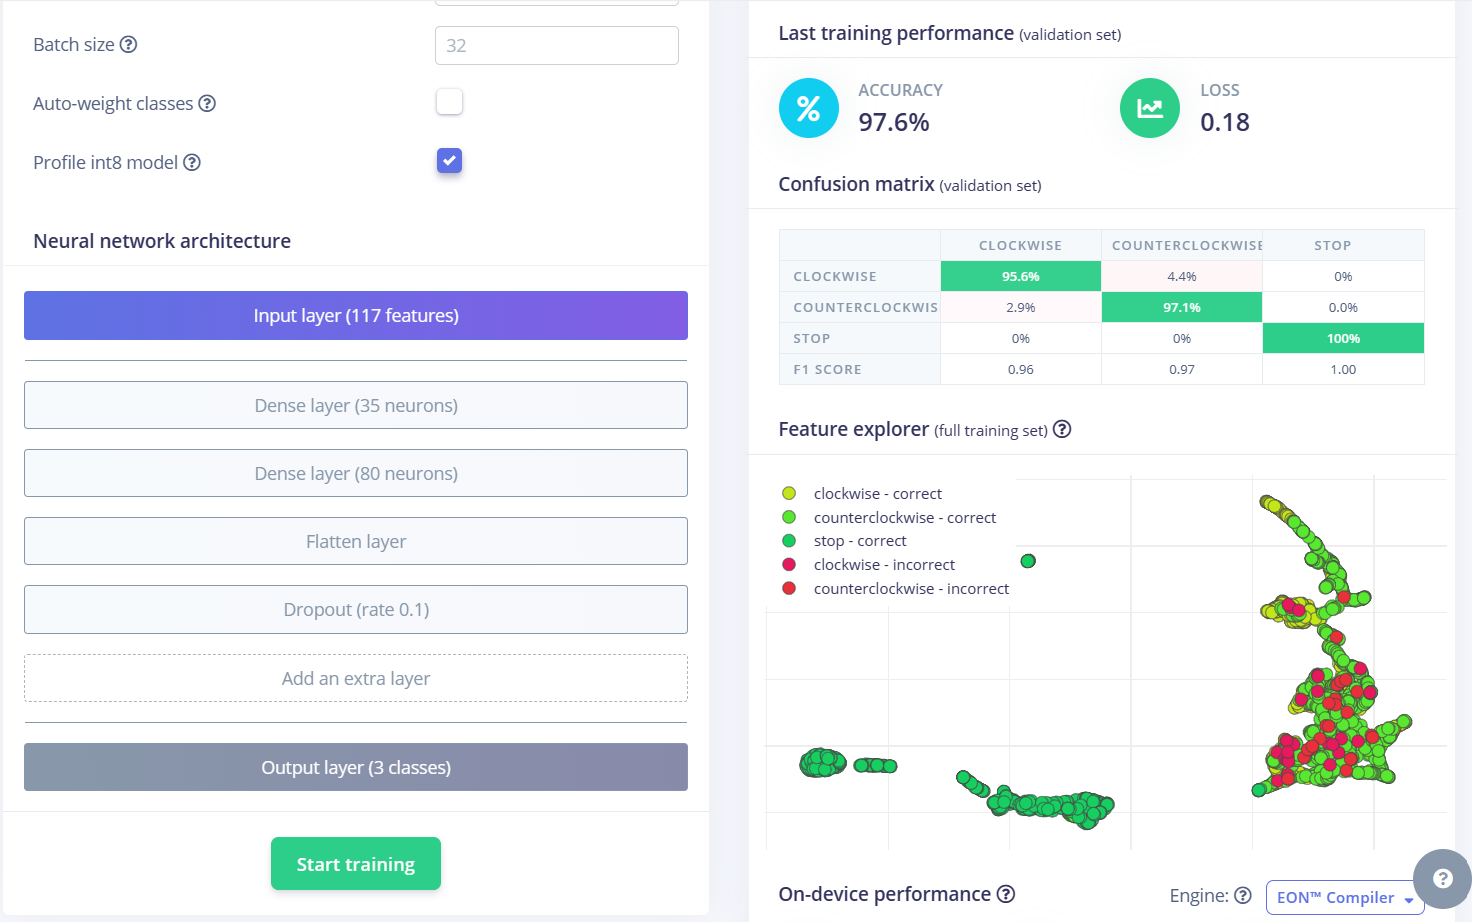 Batch size
32
Auto-weight classes
Profile int8 model
Neural network architecture
Input layer (117 features)
Dense layer (35 neurons)
Dense layer (80 neurons)
Flatten layer
Dropout (rate 0.1)
Add an extra layer
Output layer (3 classes)
Start training
Last training performance (validation set)
%
ACCURACY
97.6%
LOSS
0.18
Confusion matrix (validation set)
CLOCKWISE COUNTERCLOCKWISE STOP
CLOCKWISE 95.6% 4.4% 0%
COUNTERCLOCKWIS 2.9% 97.1% 0.0%
STOP 0% 0% 100%
F1 SCORE 0.96 0.97 1.00
Feature explorer (full training set) ?
clockwise - correct
counterclockwise - correct
stop - correct
clockwise - incorrect
counterclockwise - incorrect
On-device performance ?
Engine: ? EON™ Compiler
?